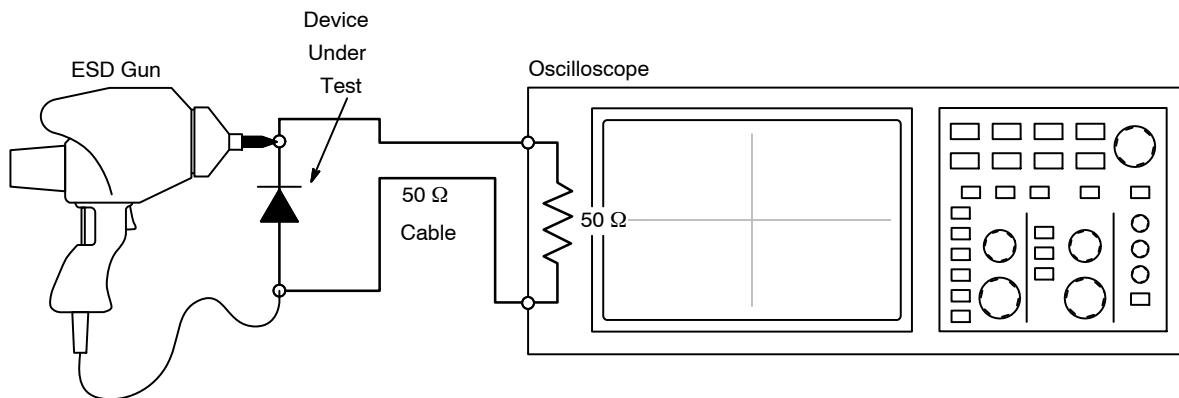 Device
Under
Test
ESD Gun
Oscilloscope
50 Ω
Cable
50 Ω